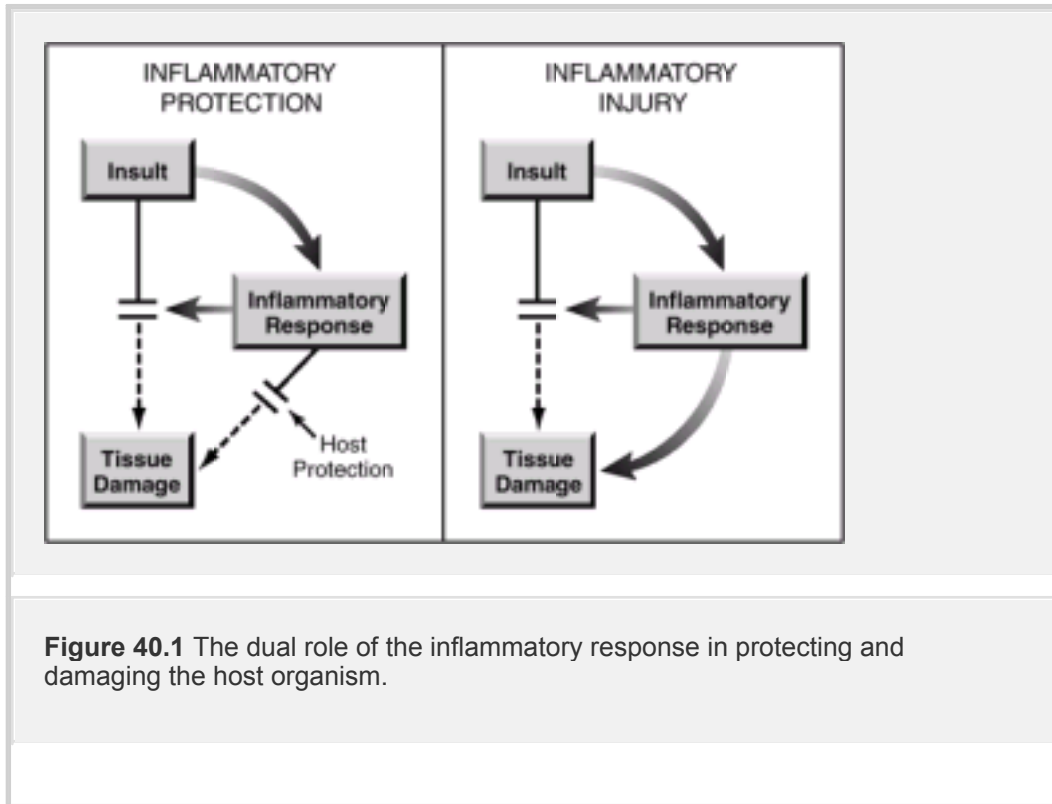 INFLAMMATORY
PROTECTION
Insult
Inflammatory
Response
Host
Protection
Tissue
Damage
INFLAMMATORY
INJURY
Insult
Inflammatory
Response
Tissue
Damage
Figure 40.1 The dual role of the inflammatory response in protecting and
damaging the host organism.